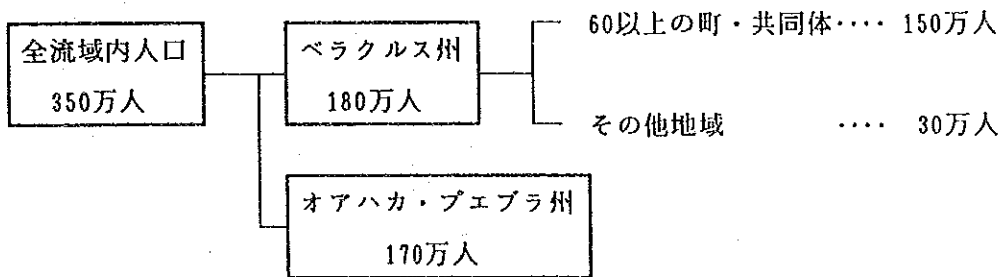 全流域内人口
350万人
ベラクルス州
180万人
60以上の町・共同体‥‥ 150万人
その他地域 ‥‥ 30万人
オアハカ・プエブラ州
170万人